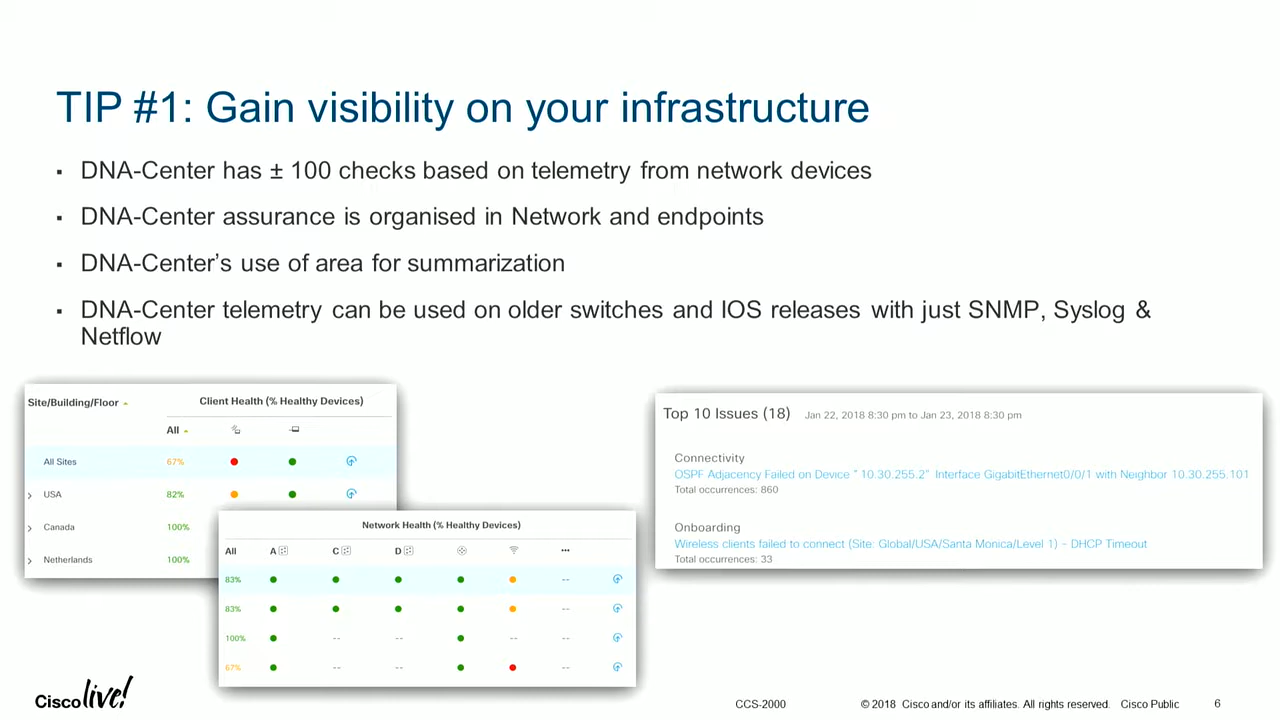 TIP #1: Gain visibility on your infrastructure
▪ DNA-Center has ± 100 checks based on telemetry from network devices
▪ DNA-Center assurance is organised in Network and endpoints
▪ DNA-Center’s use of area for summarization
▪ DNA-Center telemetry can be used on older switches and IOS releases with just SNMP, Syslog &
Netflow
Site/Building/Floor Client Health (% Healthy Devices)
All
All Sites 67%
USA 82%
Canada 100%
Netherlands 100%
Network Health (% Healthy Devices)
All A C D •••
83% --
83% --
100% -- -- -- --
67% -- -- --
Top 10 Issues (18) Jan 22, 2018 8:30 pm to Jan 23, 2018 8:30 pm
Connectivity
OSPF Adjacency Failed on Device " 10.30.255.2" Interface GigabitEthernet0/0/1 with Neighbor 10.30.255.101
Total occurrences: 860
Onboarding
Wireless clients failed to connect (Site: Global/USA/Santa Monica/Level 1) - DHCP Timeout
Total occurrences: 33
Cisco live!
CCS-2000 © 2018 Cisco and/or its affiliates. All rights reserved. Cisco Public 6